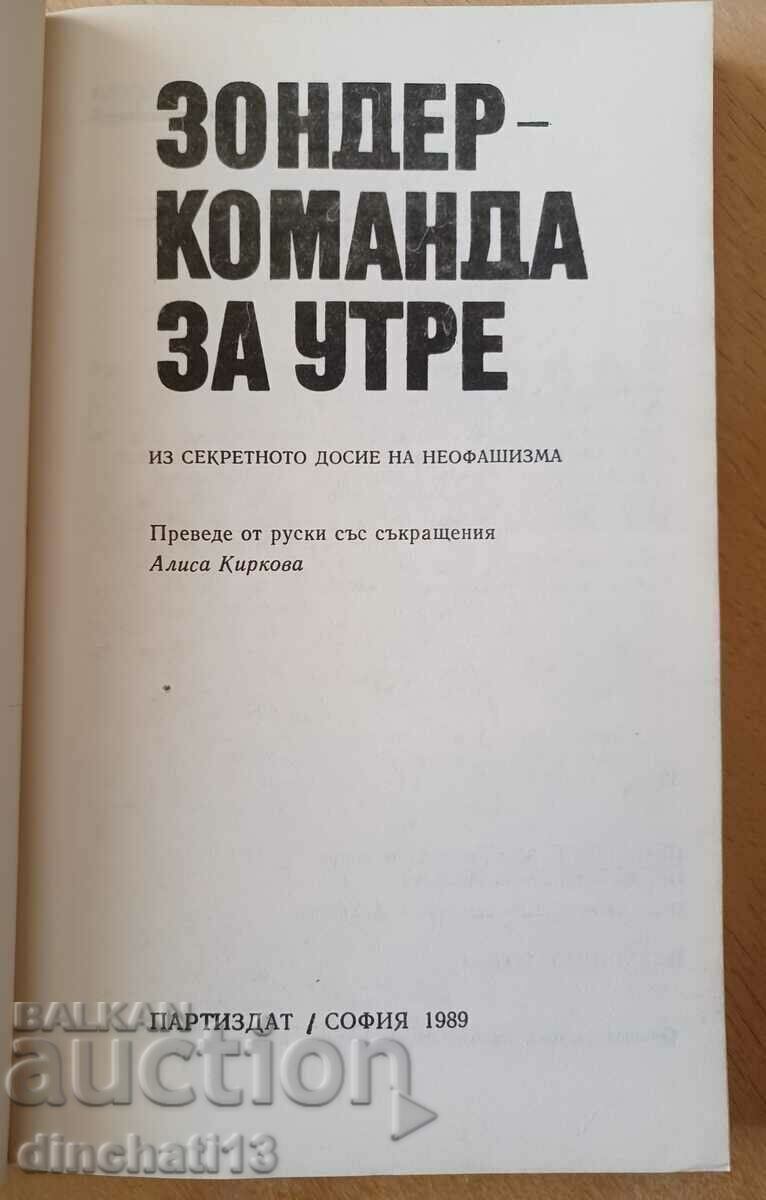 ЗОНДЕР-
КОМАНДА
ЗА УТРЕ
ИЗ СЕКРЕТНОТО ДОСИЕ НА НЕОФАШИЗМА
Преведе от руски със съкращения
Алиса Киркова
ПАРТИЗДАТ / СОФИЯ 1989
BALKAN
auction
dinchati13